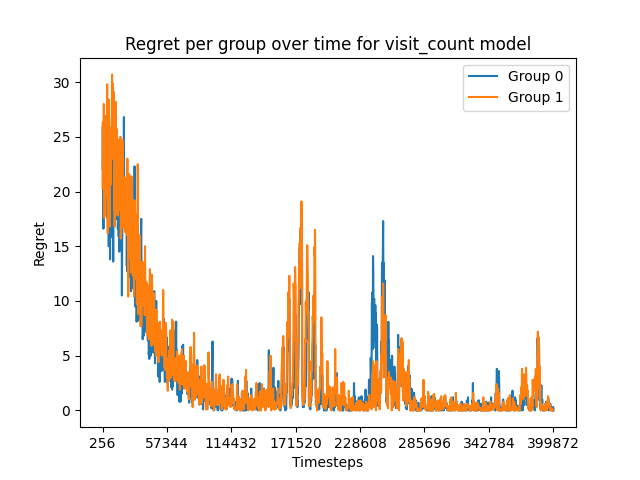 Regret per group over time for visit_count model
Group 0
Group 1
Regret
30
25
20
15
10
5
0
256 57344 114432 171520 228608 285696 342784 399872
Timesteps